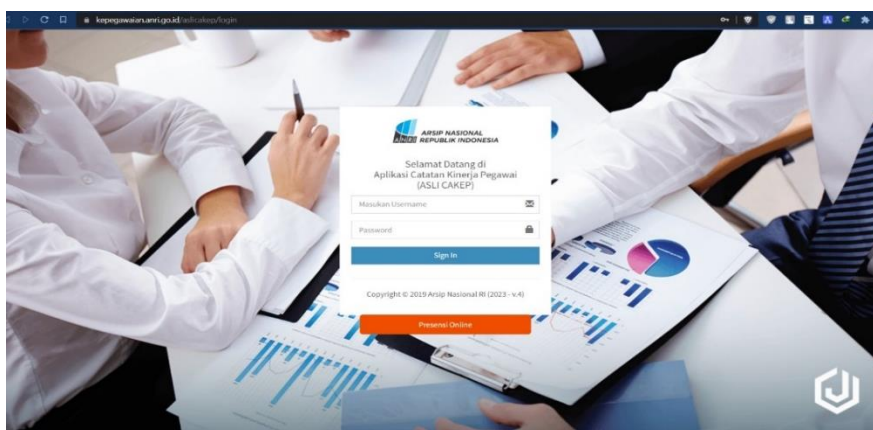 kepegawaian.anri.go.id/aslicakep/login
ANRI
ARSIP NASIONAL
REPUBLIK INDONESIA
Selamat Datang di
Aplikasi Catatan Kinerja Pegawai
(ASLI CAKEP)
Masukan Username
Password
Sign In
Copyright © 2019 Arsip Nasional RI (2023 - v.4)
Presensi Online